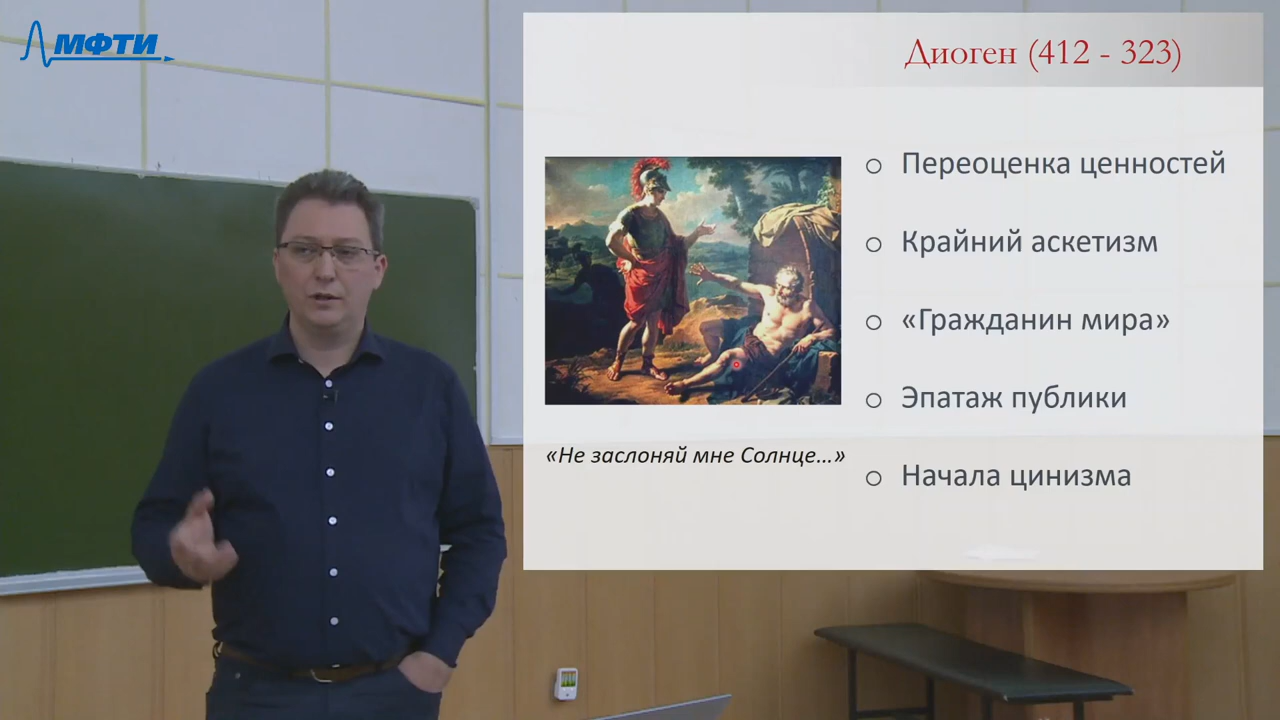 МФТИ
Диоген (412 - 323)
Переоценка ценностей
Крайний аскетизм
«Гражданин мира»
Эпатаж публики
Начала цинизма
«Не заслоняй мне Солнце...»